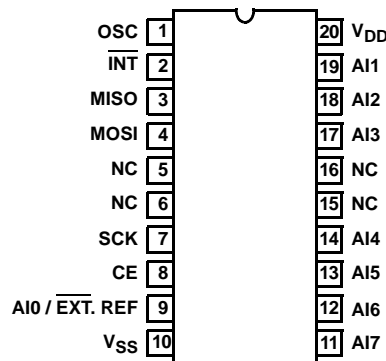 OSC 1 20 VDD
INT 2 19 AI1
MISO 3 18 AI2
MOSI 4 17 AI3
NC 5 16 NC
NC 6 15 NC
SCK 7 14 AI4
CE 8 13 AI5
AI0 / EXT. REF 9 12 AI6
VSS 10 11 AI7